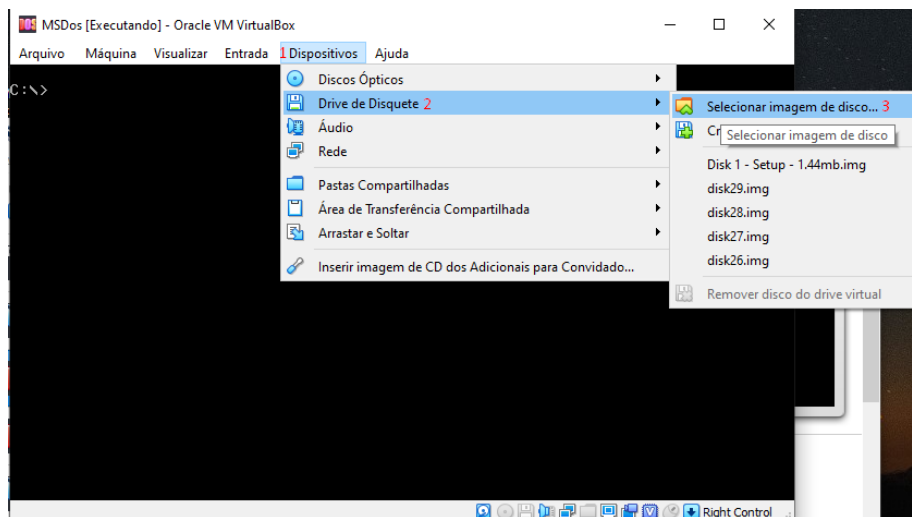 MSDos [Executando] - Oracle VM VirtualBox
Arquivo Máquina Visualizar Entrada 1 Dispositivos Ajuda
C:\>
Discos Ópticos
Drive de Disquete 2
Áudio
Rede
Pastas Compartilhadas
Área de Transferência Compartilhada
Arrastar e Soltar
Inserir imagem de CD dos Adicionais para Convidado...
Selecionar imagem de disco... 3
Selecionar imagem de disco
Disk 1 - Setup - 1.44mb.img
disk29.img
disk28.img
disk27.img
disk26.img
Remover disco do drive virtual
Right Control